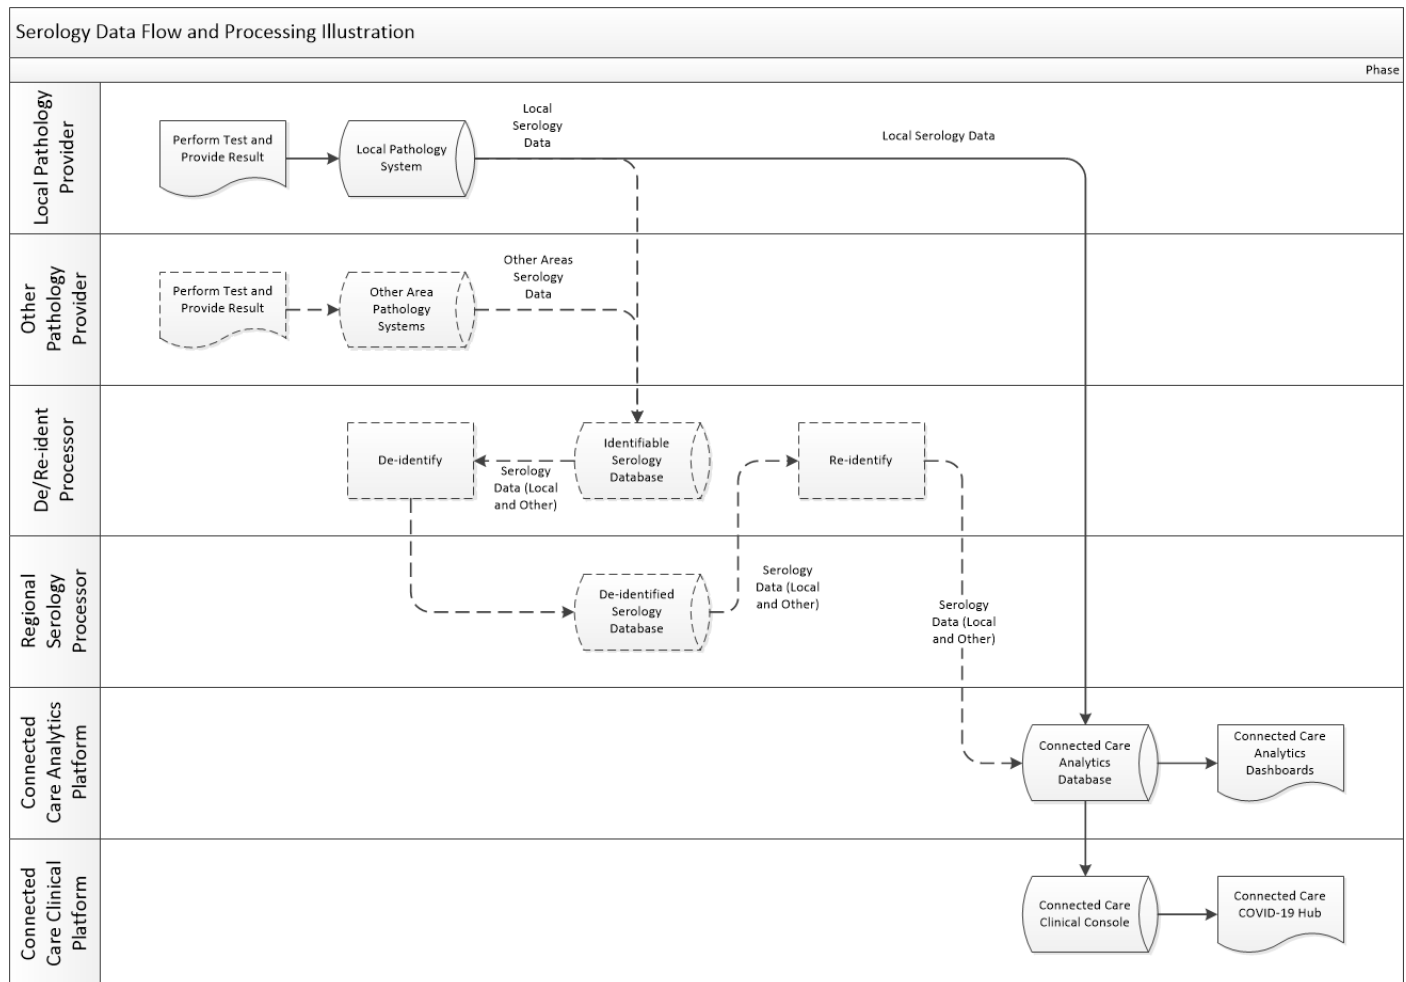 Serology Data Flow and Processing Illustration
Phase
Local Pathology
Provider
Perform Test and
Provide Result
Local Pathology
System
Local
Serology
Data
Local Serology Data
Other
Pathology
Provider
Perform Test and
Provide Result
Other Area
Pathology
Systems
Other Areas
Serology
Data
De/Re-ident
Processor
De-identify
Serology
Data (Local
and Other)
Identifiable
Serology
Database
Re-identify
Regional
Serology
Processor
De-identified
Serology
Database
Serology
Data (Local
and Other)
Serology
Data (Local
and Other)
Connected
Care Analytics
Platform
Connected Care
Analytics
Database
Connected Care
Analytics
Dashboards
Connected
Care Clinical
Platform
Connected Care
Clinical Console
Connected Care
COVID-19 Hub